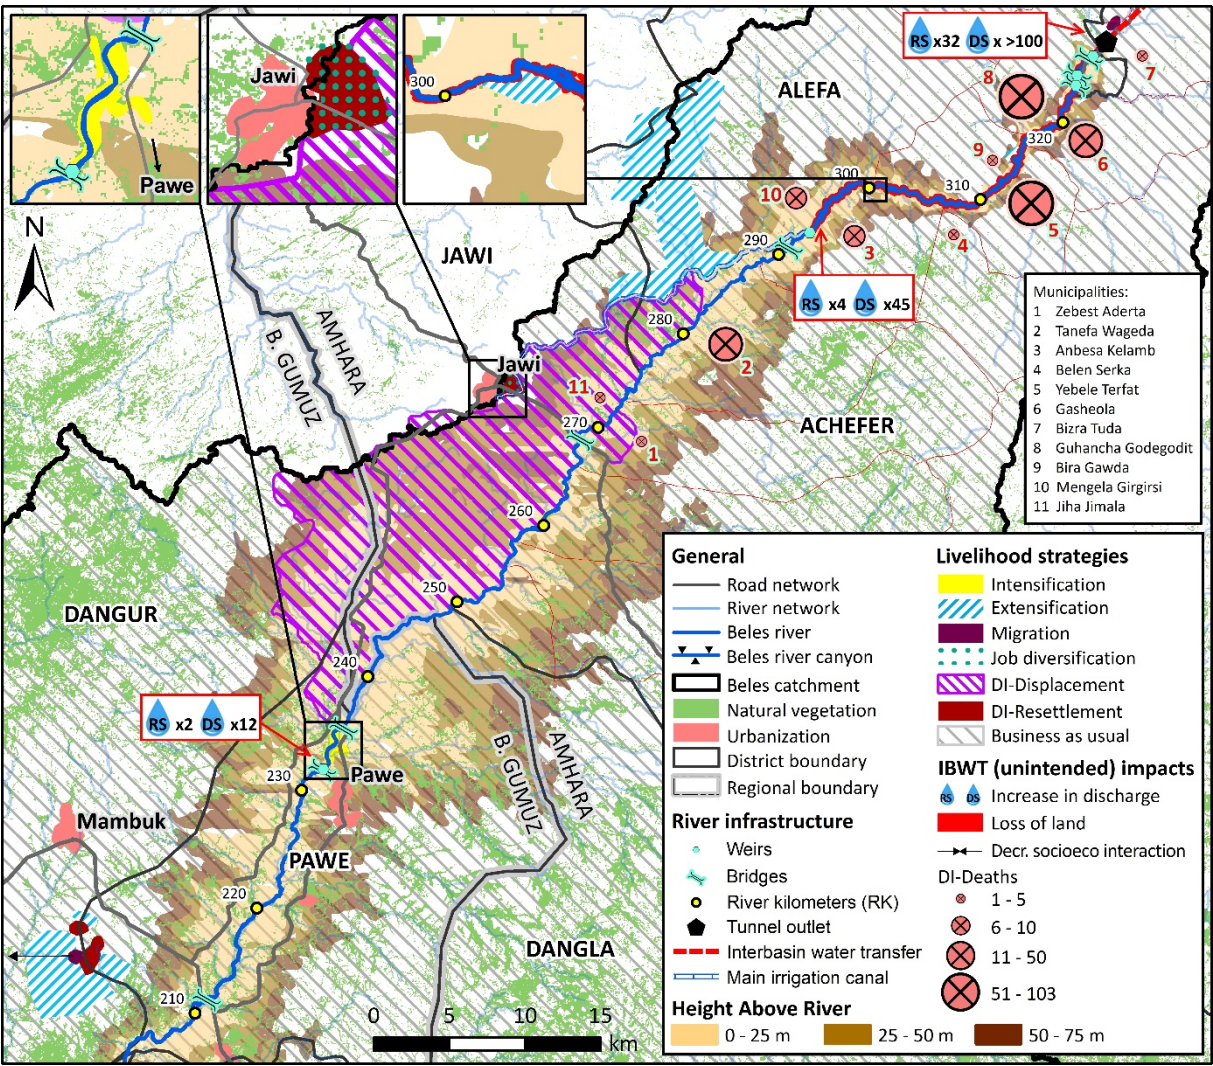 Pawe
Jawi
300
RS x32 DS x >100
ALEFA
8
7
6
320
9
5
310
300
10
3
4
290
RS x4 DS x45
N
JAWI
AMHARA
B. GUMUZ
280
2
Jawi
11
270
1
ACHEFER
260
250
240
DANGUR
RS x2 DS x12
230
Pawe
AMHARA
B. GUMUZ
Mambuk
PAWE
220
DANGLA
210
0 5 10 15
km
Municipalities:
1 Zebest Aderta
2 Tanefa Wageda
3 Anbesa Kelamb
4 Belen Serka
5 Yebele Terfat
6 Gasheola
7 Bizra Tuda
8 Guhancha Godegodit
9 Bira Gawda
10 Mengela Girgirsi
11 Jiha Jimala
General
Road network
River network
Beles river
Beles river canyon
Beles catchment
Natural vegetation
Urbanization
District boundary
Regional boundary
River infrastructure
Weirs
Bridges
River kilometers (RK)
Tunnel outlet
Interbasin water transfer
Main irrigation canal
Livelihood strategies
Intensification
Extensification
Migration
Job diversification
DI-Displacement
DI-Resettlement
Business as usual
IBWT (unintended) impacts
RS DS Increase in discharge
Loss of land
Decr. socioeco interaction
DI-Deaths
1 - 5
6 - 10
11 - 50
51 - 103
Height Above River
0 - 25 m 25 - 50 m 50 - 75 m